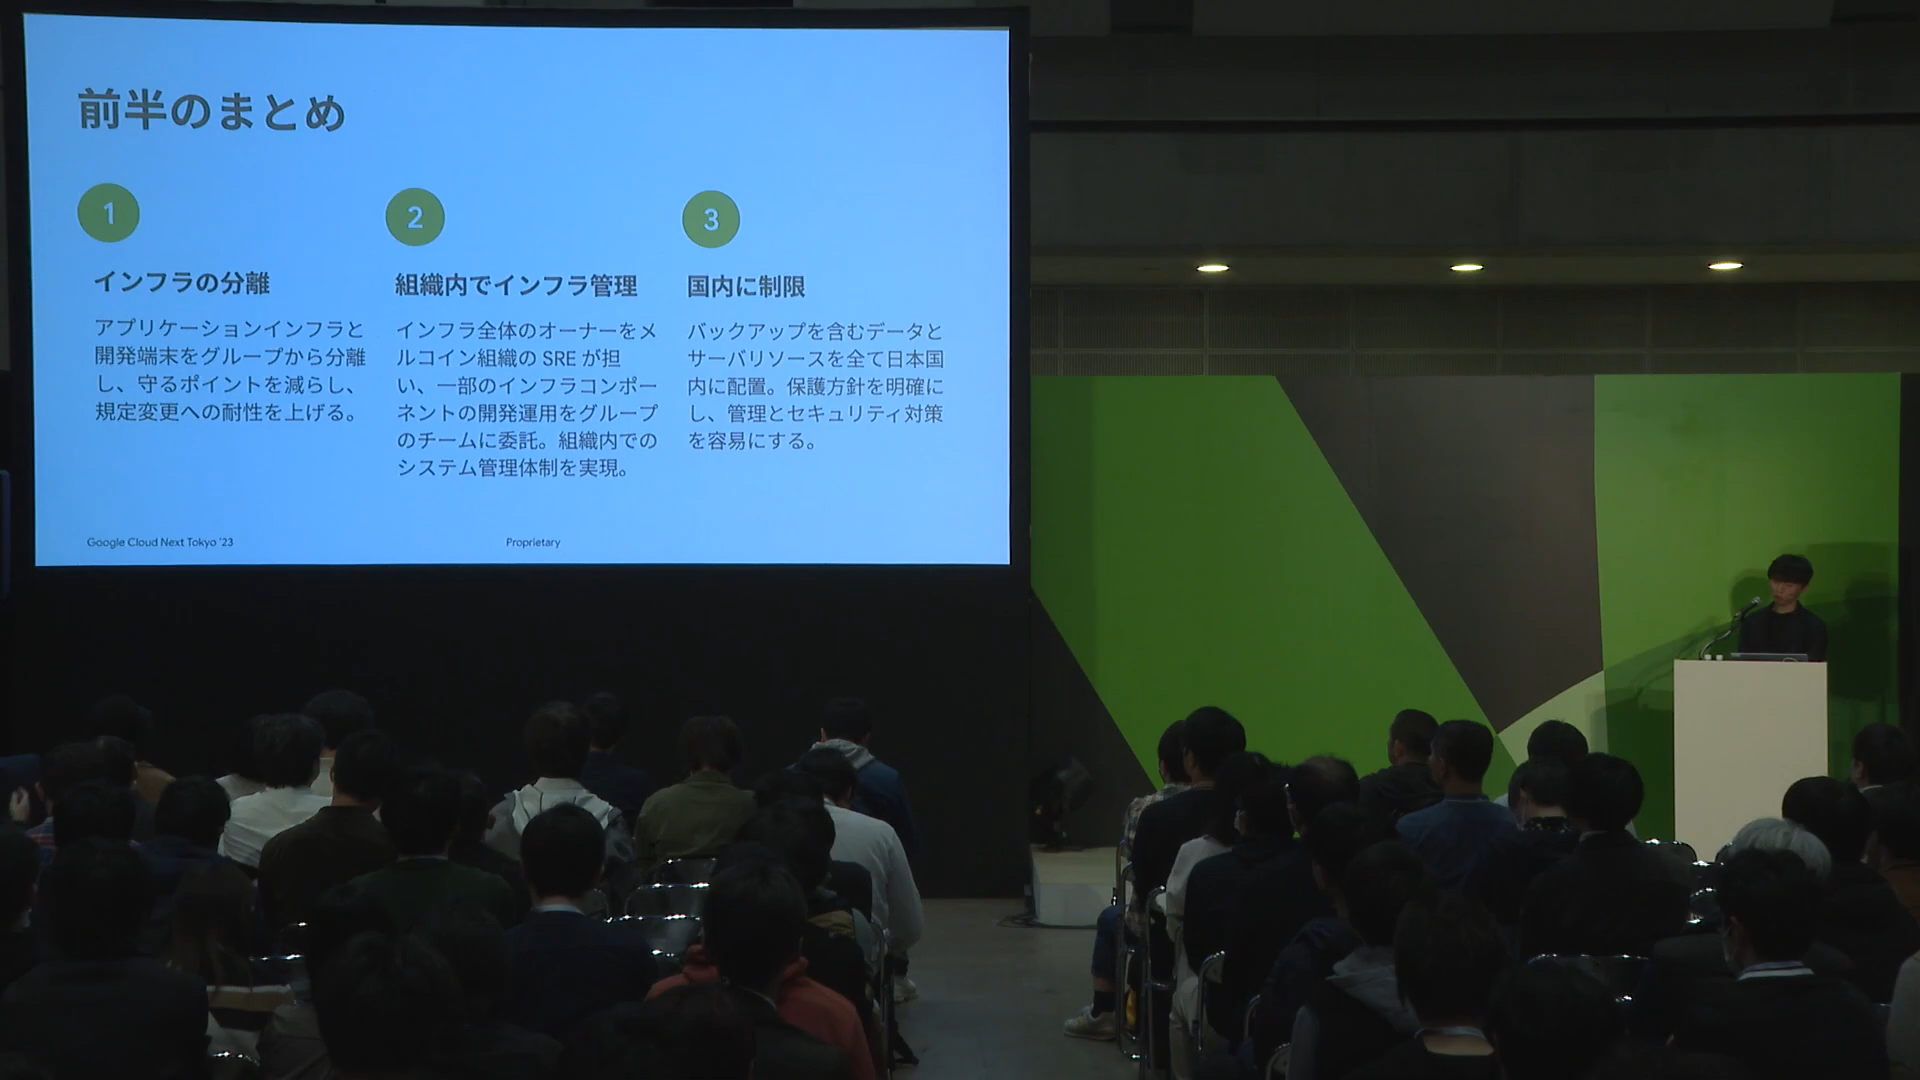 前半のまとめ
1
インフラの分離
アプリケーションインフラと
開発端末をグループから分離
し、守るポイントを減らし、
規定変更への耐性を上げる。
2
組織内でインフラ管理
インフラ全体のオーナーをメ
ルコイン組織の SRE が担
い、一部のインフラコンポー
ネントの開発運用をグループ
のチームに委託。組織内での
システム管理体制を実現。
3
国内に制限
バックアップを含むデータと
サーバリソースを全て日本国
内に配置。保護方針を明確に
し、管理とセキュリティ対策
を容易にする。
Google Cloud Next Tokyo '23
Proprietary